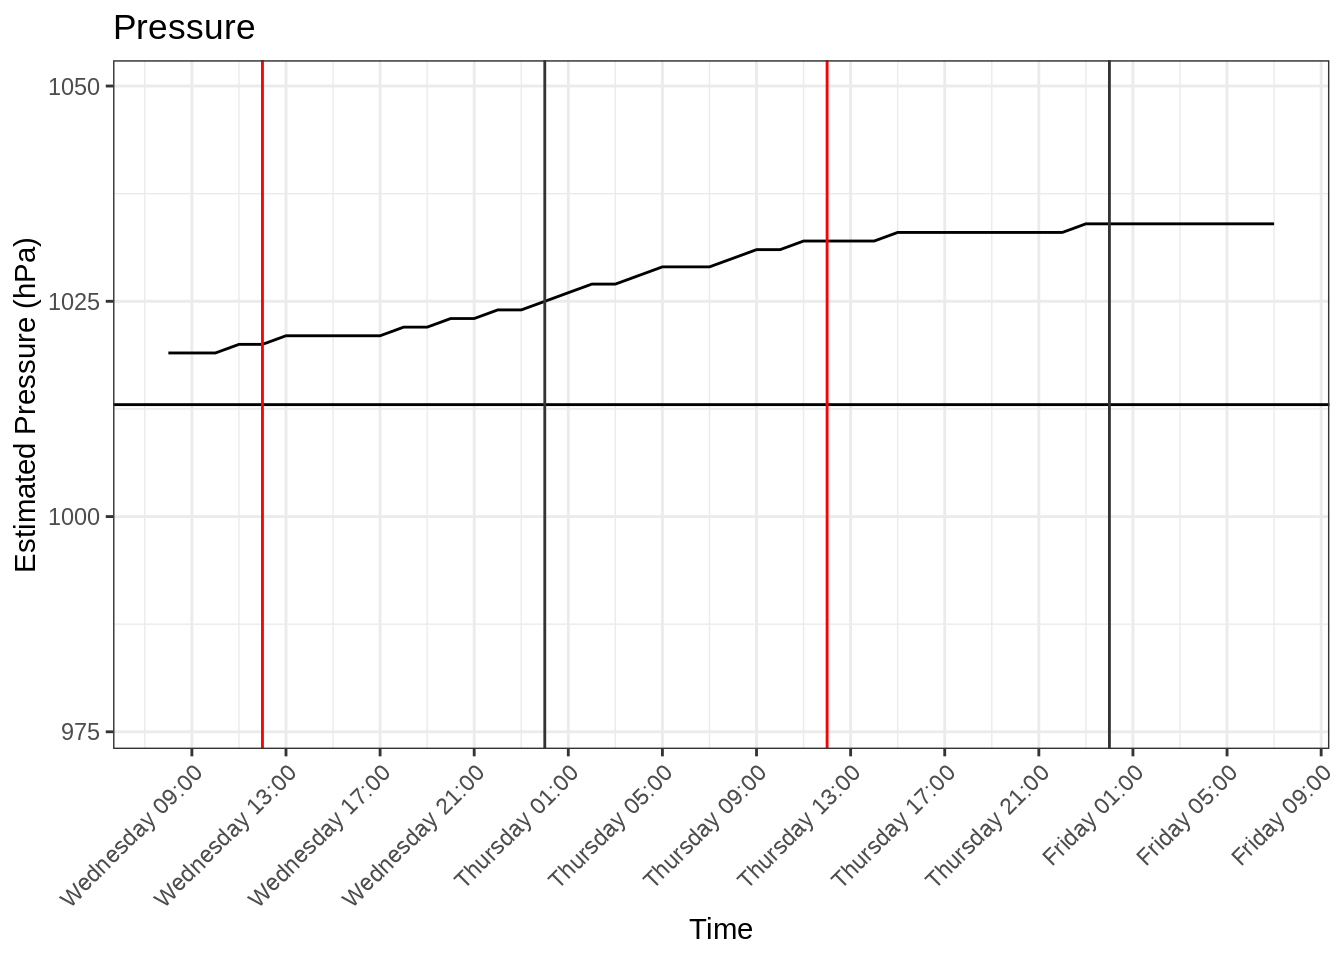 Pressure
Estimated Pressure (hPa)
1050
1025
1000
975
Wednesday 09:00
Wednesday 13:00
Wednesday 17:00
Wednesday 21:00
Thursday 01:00
Thursday 05:00
Thursday 09:00
Thursday 13:00
Thursday 17:00
Thursday 21:00
Friday 01:00
Friday 05:00
Friday 09:00
Time